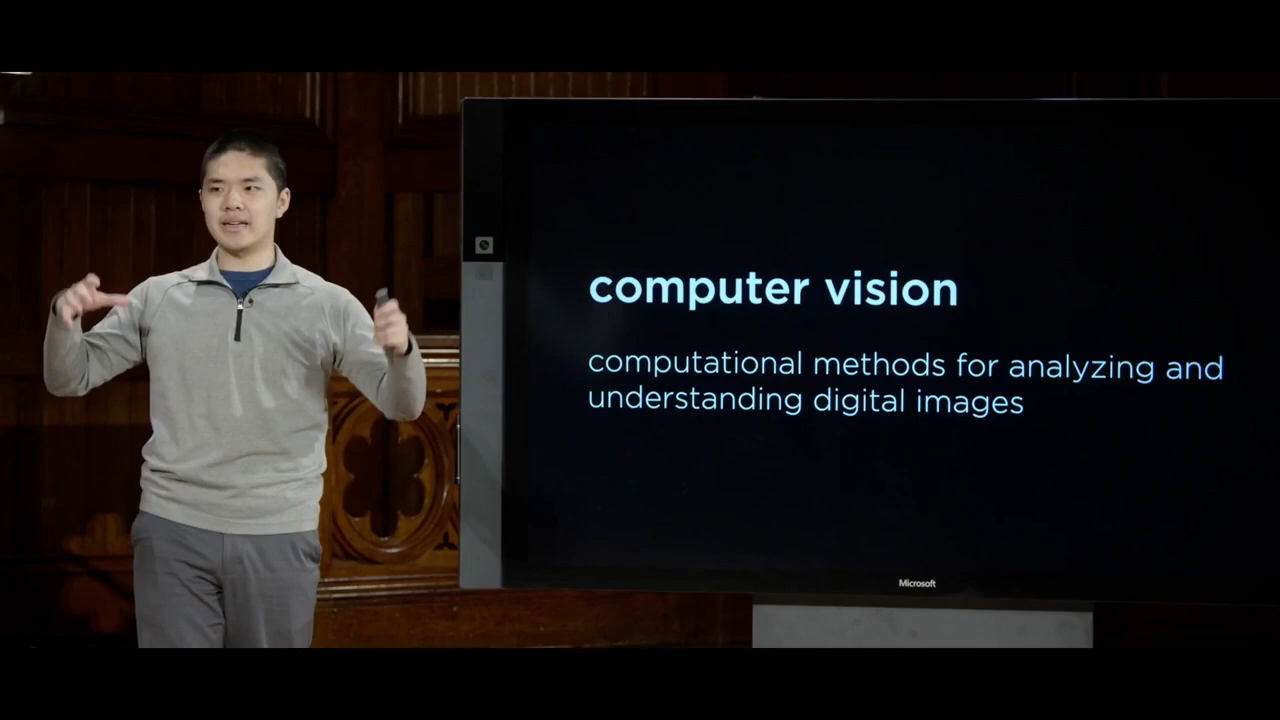 computer vision
computational methods for analyzing and
understanding digital images
Microsoft